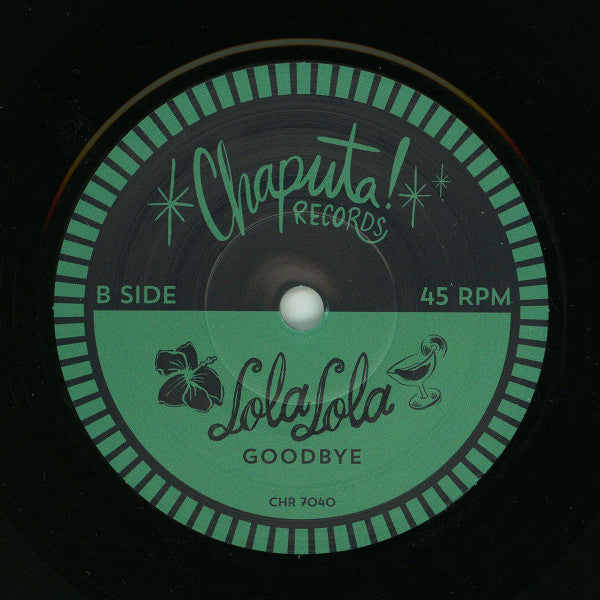 Chaputa!
RECORDS
B SIDE
45 RPM
Lola Lola
GOODBYE
CHR 7040